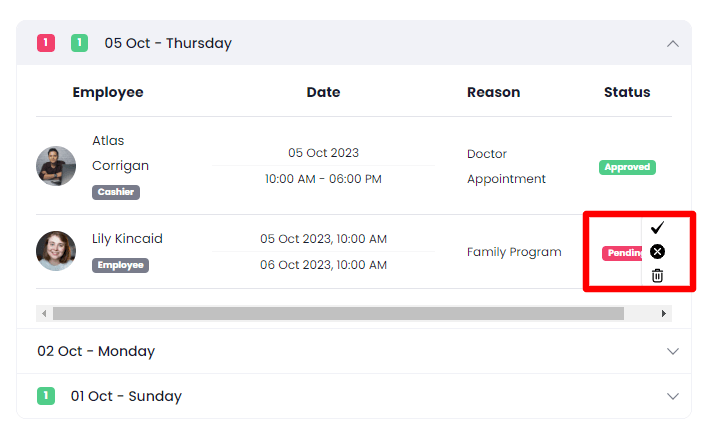 1 1 05 Oct - Thursday
Employee Date Reason Status
Atlas
Corrigan
Cashier
05 Oct 2023
10:00 AM - 06:00 PM
Doctor
Appointment
Approved
Lily Kincaid
Employee
05 Oct 2023, 10:00 AM
06 Oct 2023, 10:00 AM
Family Program
Pending
02 Oct - Monday
1 01 Oct - Sunday